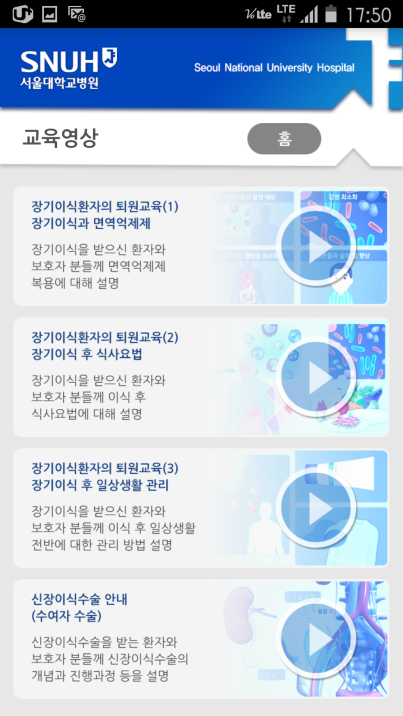 LTE
LTE 17:50
SNUH
서울대학교병원
Seoul National University Hospital
교육영상
홈
장기이식환자의 퇴원교육(1)
장기이식과 면역억제제
장기이식을 받으신 환자와
보호자 분들께 면역억제제
복용에 대해 설명
장기이식환자의 퇴원교육(2)
장기이식 후 식사요법
장기이식을 받으신 환자와
보호자 분들께 이식 후
식사요법에 대해 설명
장기이식환자의 퇴원교육(3)
장기이식 후 일상생활 관리
장기이식을 받으신 환자와
보호자 분들께 이식 후 일상생활
전반에 대한 관리 방법 설명
신장이식수술 안내
(수여자 수술)
신장이식수술을 받는 환자와
보호자 분들께 신장이식수술의
개념과 진행과정 등을 설명